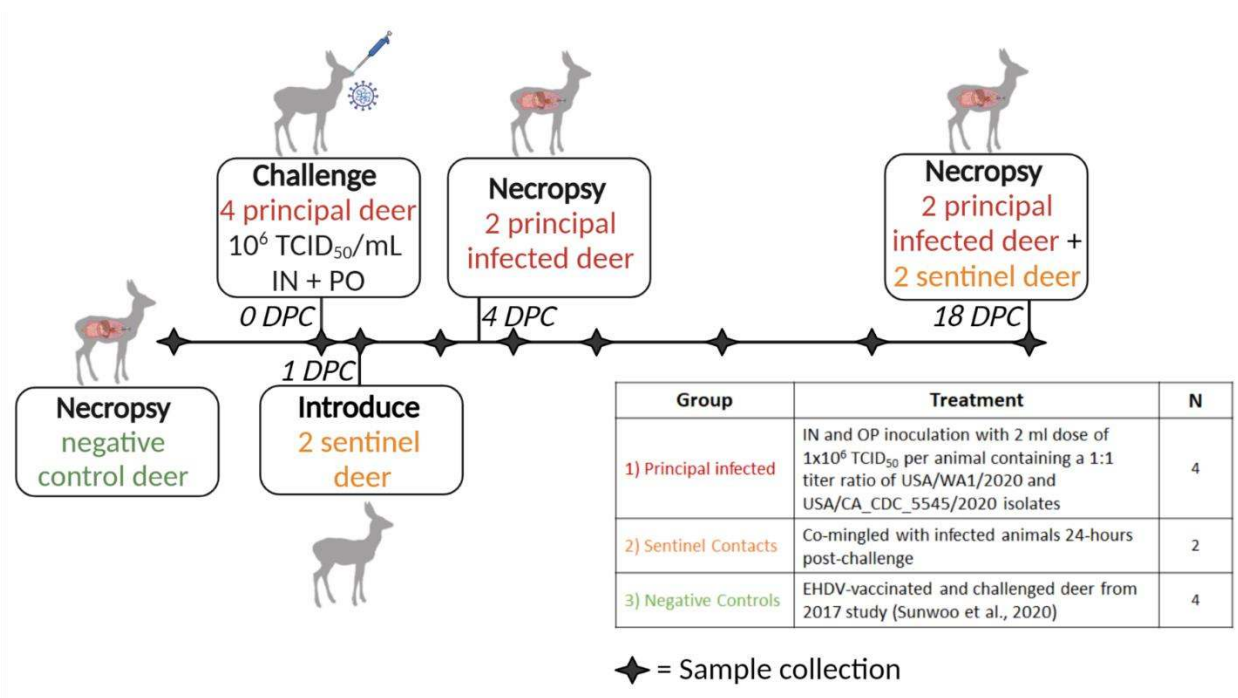 Challenge
4 principal deer
10⁶ TCID₅₀/mL
IN + PO
Necropsy
2 principal
infected deer
Necropsy
2 principal
infected deer +
2 sentinel deer
0 DPC
4 DPC
18 DPC
1 DPC
Necropsy
negative
control deer
Introduce
2 sentinel
deer
Group Treatment N
1) Principal infected
IN and OP inoculation with 2 ml dose of
1x10⁶ TCID₅₀ per animal containing a 1:1
titer ratio of USA/WA1/2020 and
USA/CA_CDC_5545/2020 isolates
4
2) Sentinel Contacts
Co-mingled with infected animals 24-hours
post-challenge
2
3) Negative Controls
EHDV-vaccinated and challenged deer from
2017 study (Sunwoo et al., 2020)
4
= Sample collection